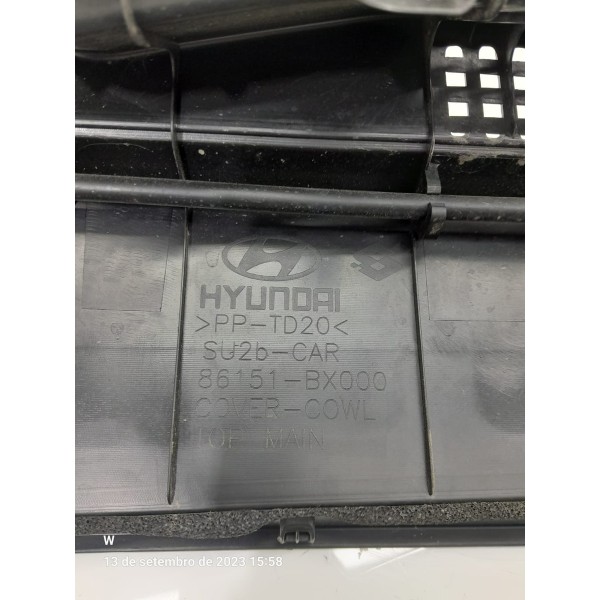 HYUNDAI
>PP-TD20<
SU2b-CAR
86151-BX000
COVER-COWL
TOP MAIN
W
13 de setembro de 2023 15:58